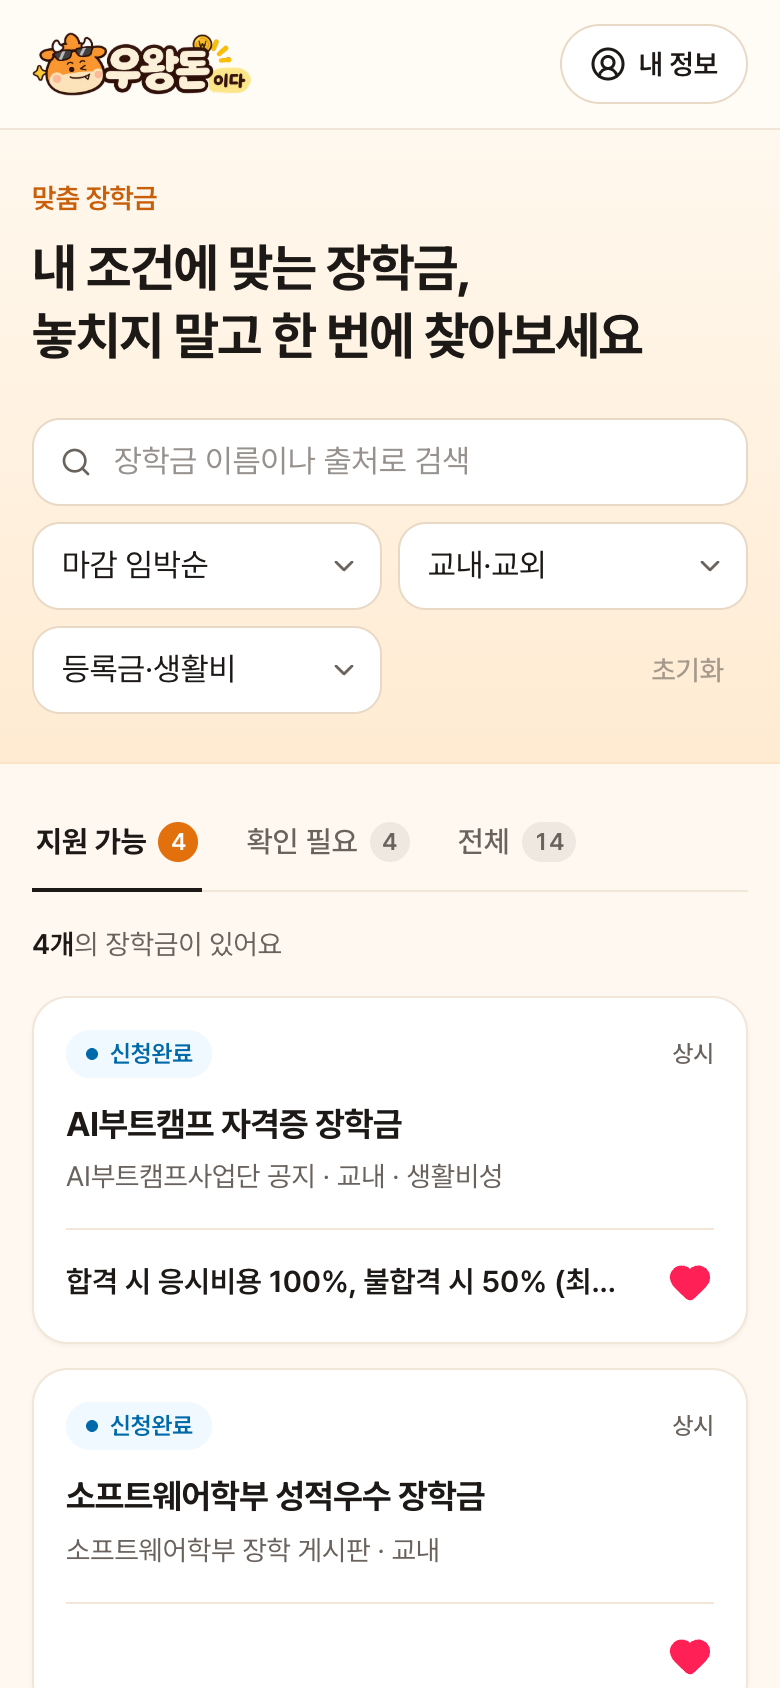 우왕돈
이다
내 정보
맞춤 장학금
내 조건에 맞는 장학금,
놓치지 말고 한 번에 찾아보세요
장학금 이름이나 출처로 검색
마감 임박순
교내·교외
등록금·생활비
초기화
지원 가능 4
확인 필요 4
전체 14
4개의 장학금이 있어요
신청완료
상시
AI부트캠프 자격증 장학금
AI부트캠프사업단 공지 · 교내 · 생활비성
합격 시 응시비용 100%, 불합격 시 50% (최...
신청완료
상시
소프트웨어학부 성적우수 장학금
소프트웨어학부 장학 게시판 · 교내